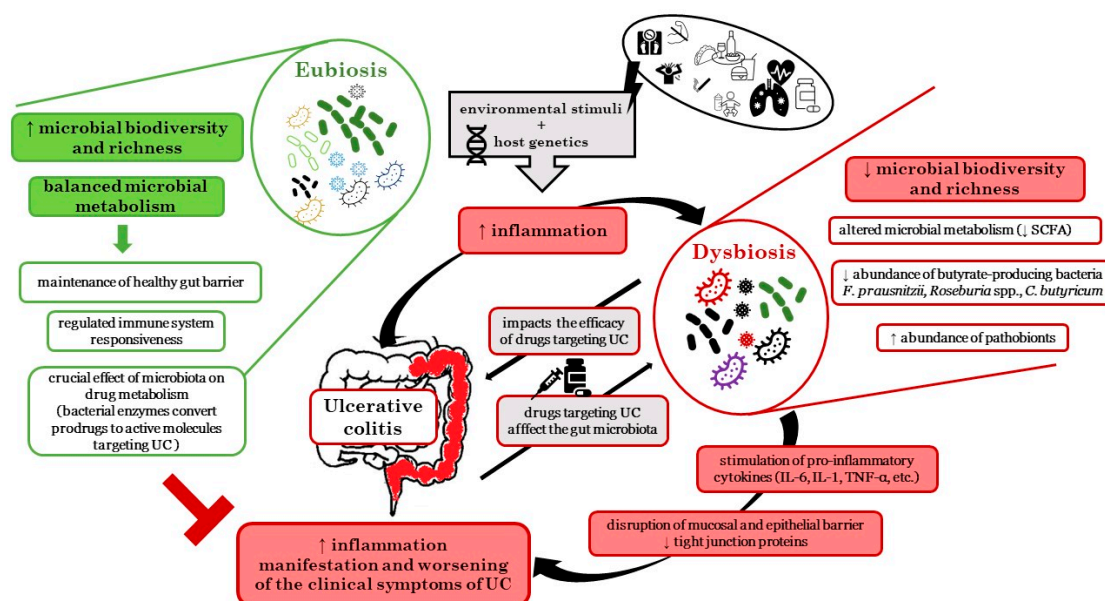 Eubiosis
↑ microbial biodiversity
and richness
balanced microbial
metabolism
maintenance of healthy gut barrier
regulated immune system
responsiveness
crucial effect of microbiota on
drug metabolism
(bacterial enzymes convert
prodrugs to active molecules
targeting UC )
environmental stimuli
+
host genetics
↑ inflammation
Dysbiosis
↓ microbial biodiversity
and richness
altered microbial metabolism (↓ SCFA)
↓ abundance of butyrate-producing bacteria
F. prausnitzii, Roseburia spp., C. butyricum
↑ abundance of pathobionts
impacts the efficacy
of drugs targeting UC
drugs targeting UC
afffect the gut microbiota
Ulcerative
colitis
stimulation of pro-inflammatory
cytokines (IL-6, IL-1, TNF-α, etc.)
disruption of mucosal and epithelial barrier
↓ tight junction proteins
↑ inflammation
manifestation and worsening
of the clinical symptoms of UC